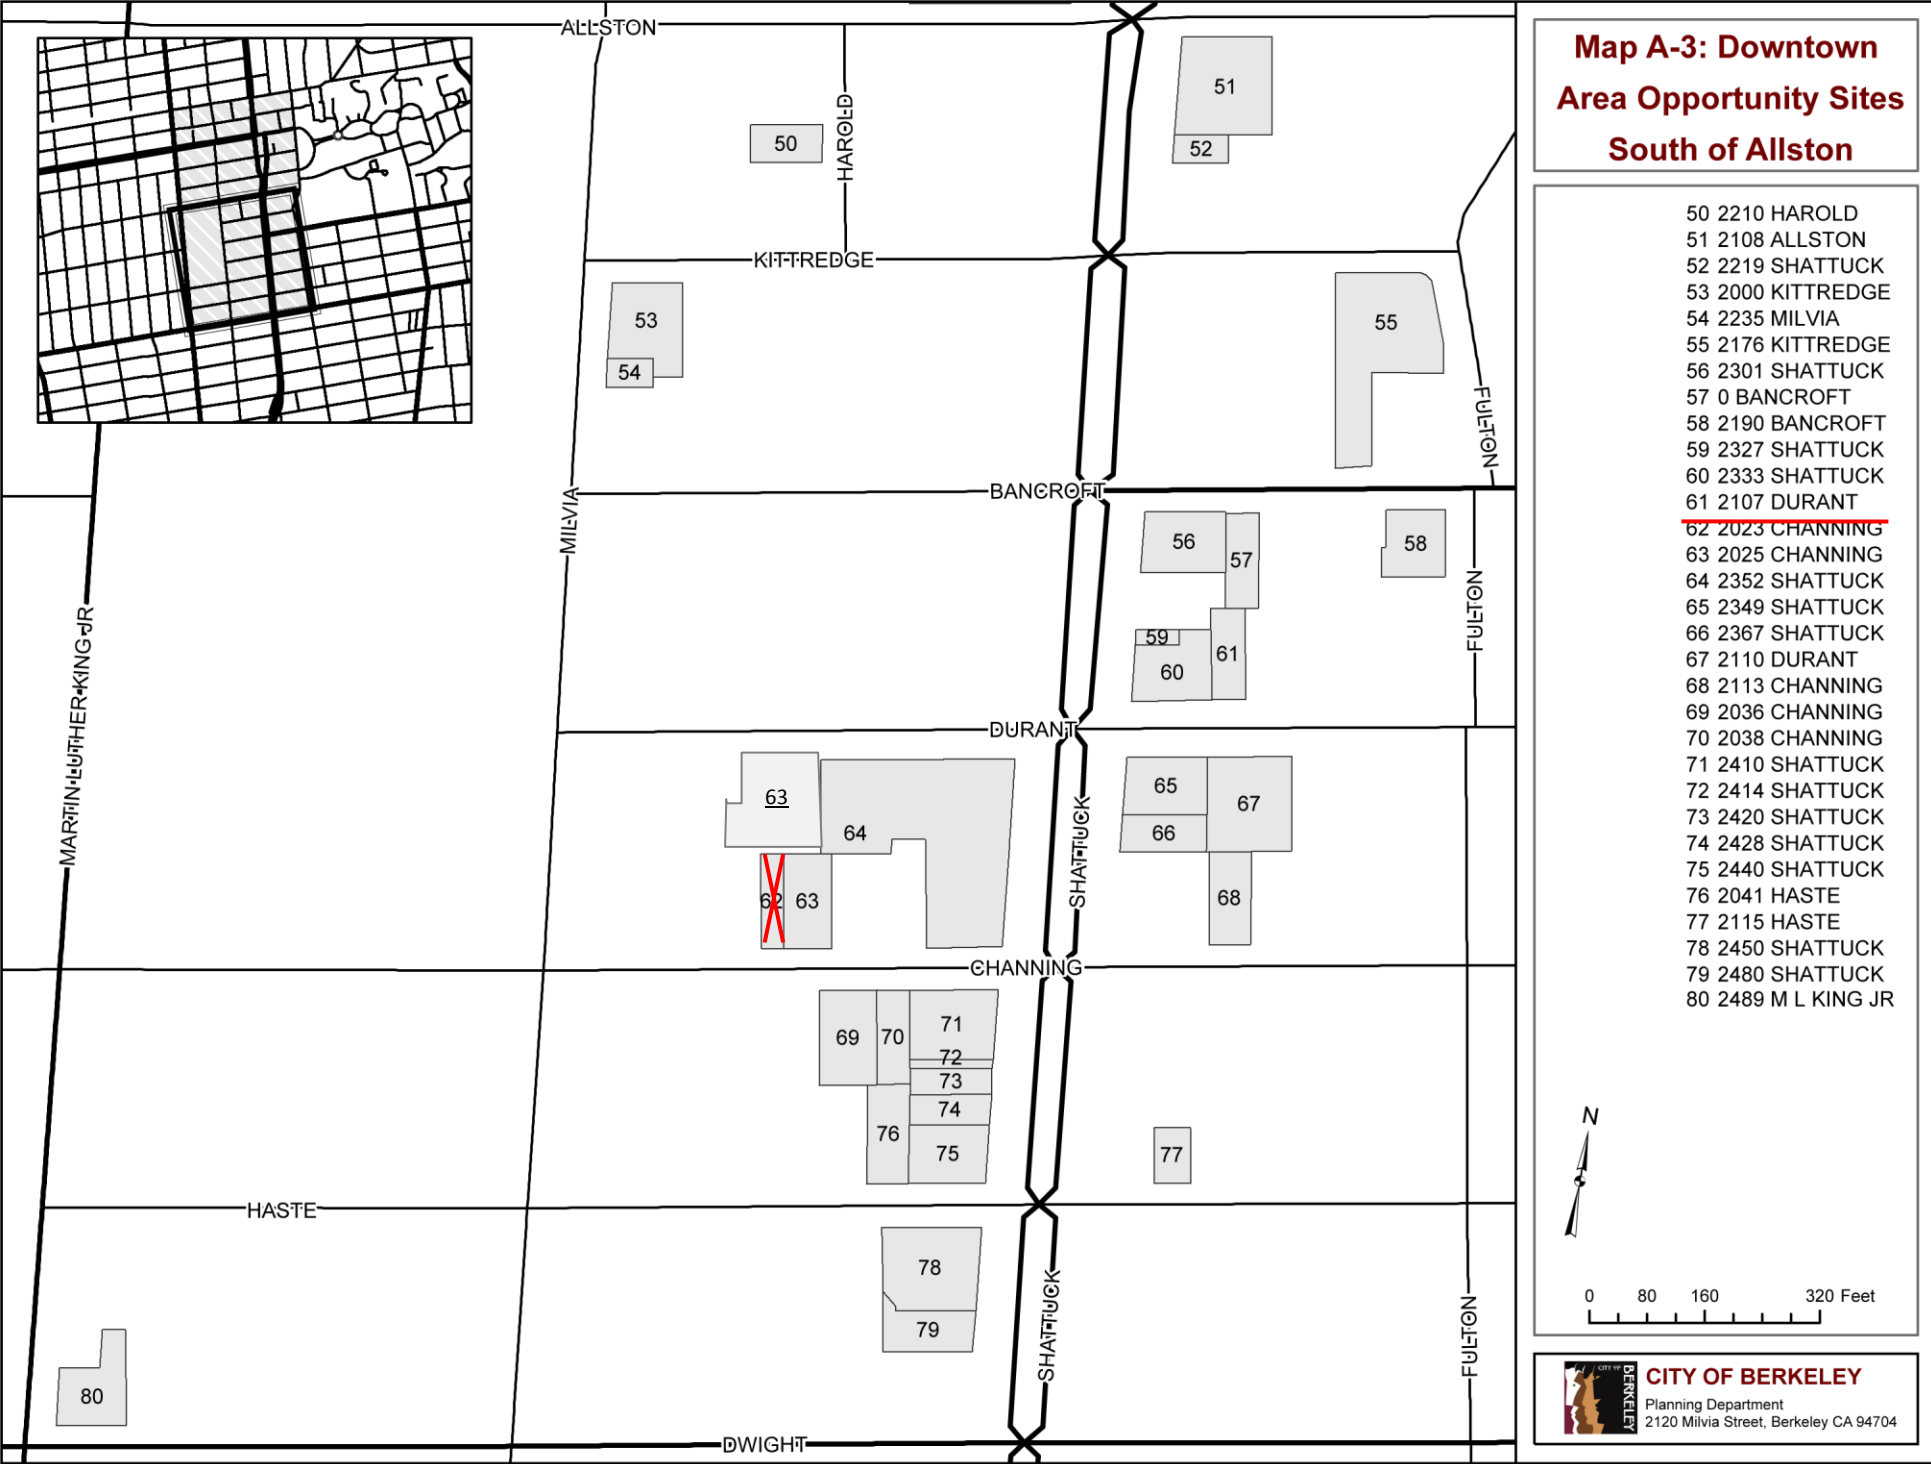 Map A-3: Downtown
Area Opportunity Sites
South of Allston
50 2210 HAROLD
51 2108 ALLSTON
52 2219 SHATTUCK
53 2000 KITTREDGE
54 2235 MILVIA
55 2176 KITTREDGE
56 2301 SHATTUCK
57 0 BANCROFT
58 2190 BANCROFT
59 2327 SHATTUCK
60 2333 SHATTUCK
61 2107 DURANT
62 2023 CHANNING
63 2025 CHANNING
64 2352 SHATTUCK
65 2349 SHATTUCK
66 2367 SHATTUCK
67 2110 DURANT
68 2113 CHANNING
69 2036 CHANNING
70 2038 CHANNING
71 2410 SHATTUCK
72 2414 SHATTUCK
73 2420 SHATTUCK
74 2428 SHATTUCK
75 2440 SHATTUCK
76 2041 HASTE
77 2115 HASTE
78 2450 SHATTUCK
79 2480 SHATTUCK
80 2489 M L KING JR
N
0 80 160 320 Feet
CITY OF BERKELEY
CITY OF BERKELEY
Planning Department
2120 Milvia Street, Berkeley CA 94704
ALLSTON
HAROLD
50
51
52
KITTREDGE
53
54
55
FULTON
MILVIA
BANCROFT
56
57
58
59
60
61
FULTON
MARTIN LUTHER KING JR
DURANT
63
64
65
66
67
62
63
68
SHATTUCK
CHANNING
69
70
71
72
73
74
75
76
77
HASTE
78
79
SHATTUCK
FULTON
80
DWIGHT